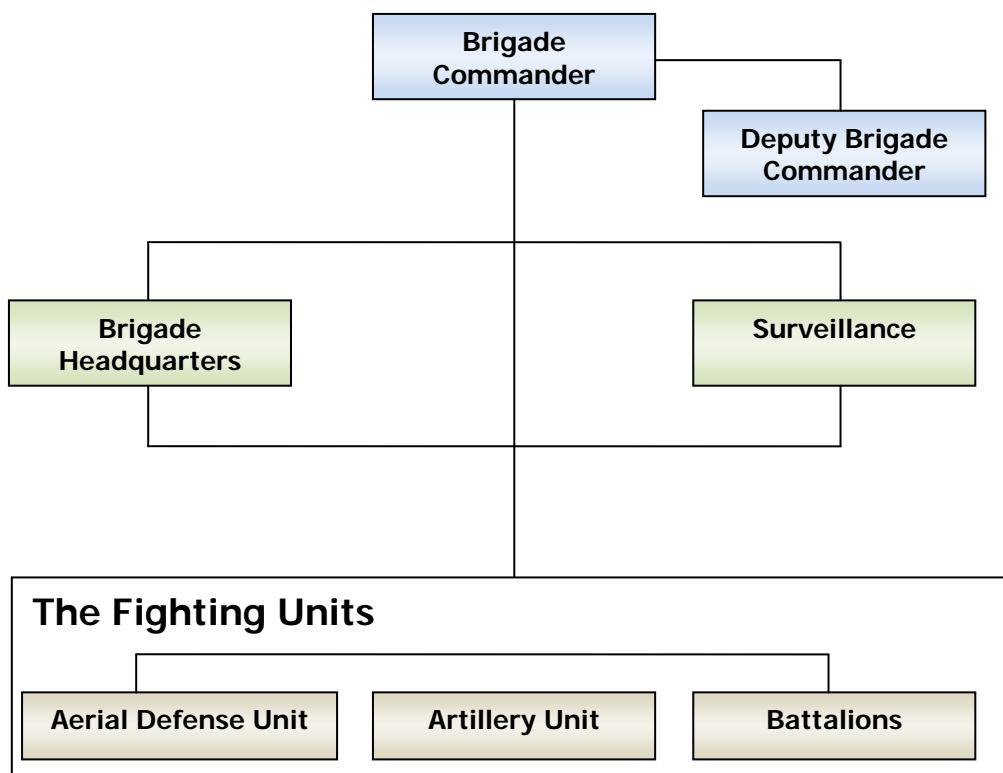 Brigade
Commander
Deputy Brigade
Commander
Brigade
Headquarters
Surveillance
The Fighting Units
Aerial Defense Unit
Artillery Unit
Battalions